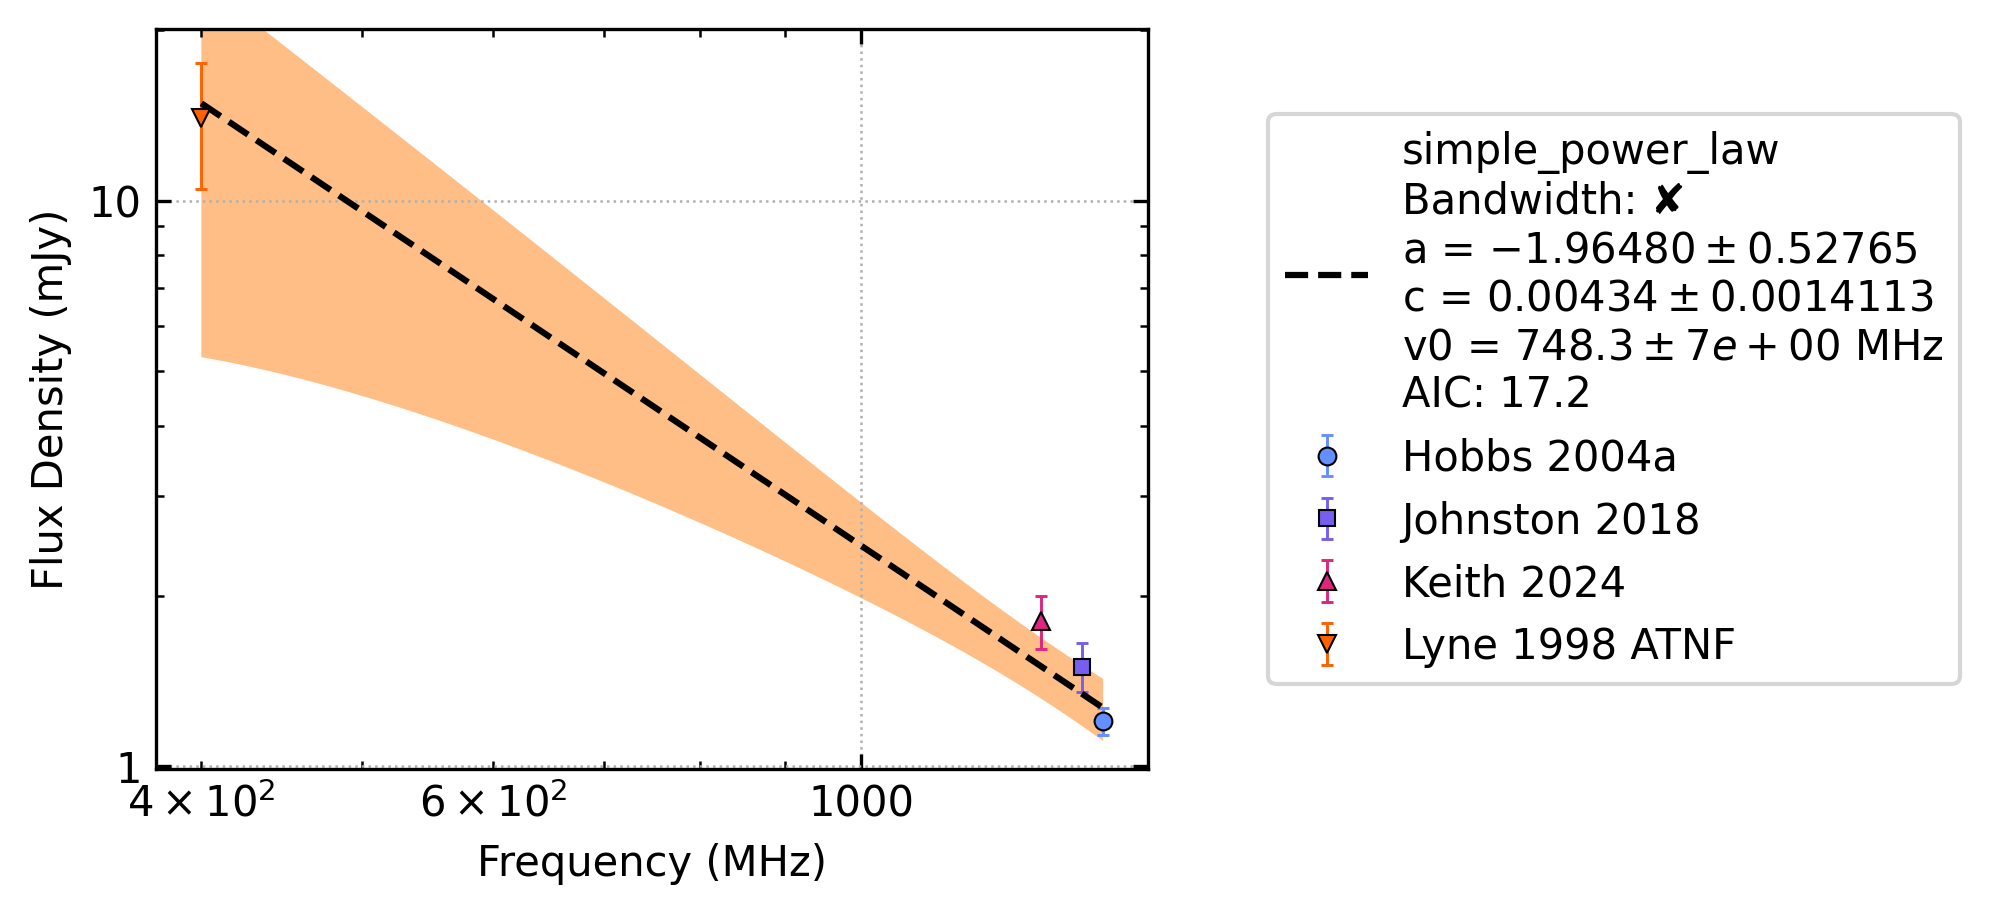 10
1
Flux Density (mJy)
4 × 10²
6 × 10²
1000
Frequency (MHz)
simple_power_law
Bandwidth: ✘
a = −1.96480 ± 0.52765
c = 0.00434 ± 0.0014113
v0 = 748.3 ± 7e + 00 MHz
AIC: 17.2
Hobbs 2004a
Johnston 2018
Keith 2024
Lyne 1998 ATNF